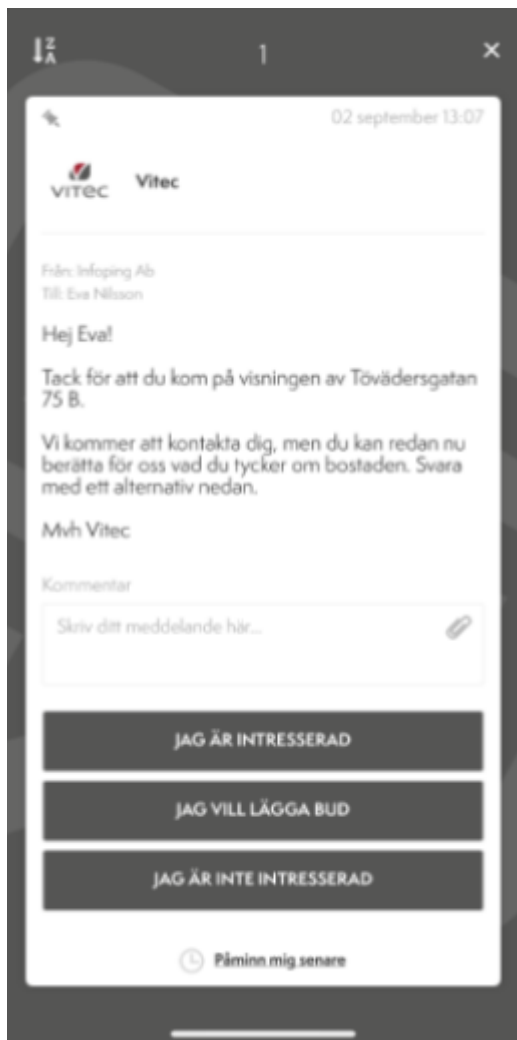 Z
A
1
02 september 13:07
VITEC
Vitec
Från: Infoping Ab
Till: Eva Nilsson
Hej Eva!
Tack för att du kom på visningen av Tövädersgatan
75 B.
Vi kommer att kontakta dig, men du kan redan nu
berätta för oss vad du tycker om bostaden. Svara
med ett alternativ nedan.
Mvh Vitec
Kommentar
Skriv ditt meddelande här...
JAG ÄR INTRESSERAD
JAG VILL LÄGGA BUD
JAG ÄR INTE INTRESSERAD
Påminn mig senare